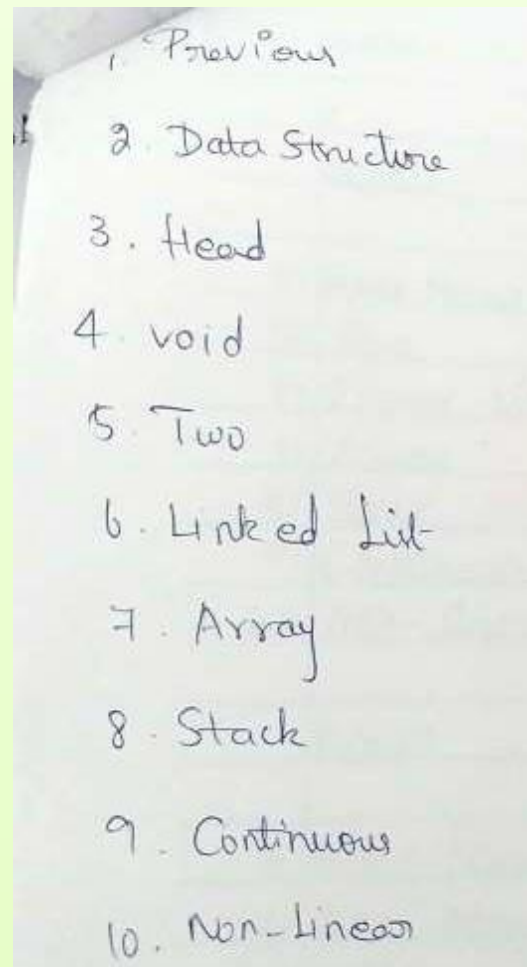 1. Previous
2. Data Structure
3. Head
4. void
5. Two
6. Linked List
7. Array
8. Stack
9. Continuous
10. Non-Linear